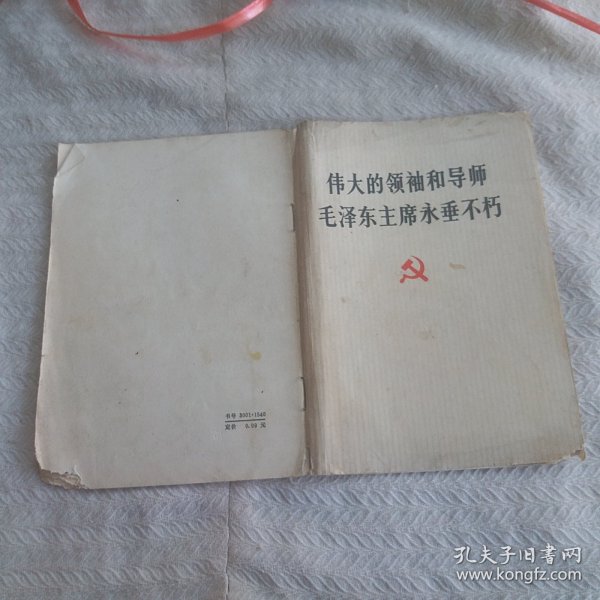 伟大的领袖和导师
毛泽东主席永垂不朽
书号 3001·1540
定价 0.09 元
孔夫子旧书网
www.kongfz.com